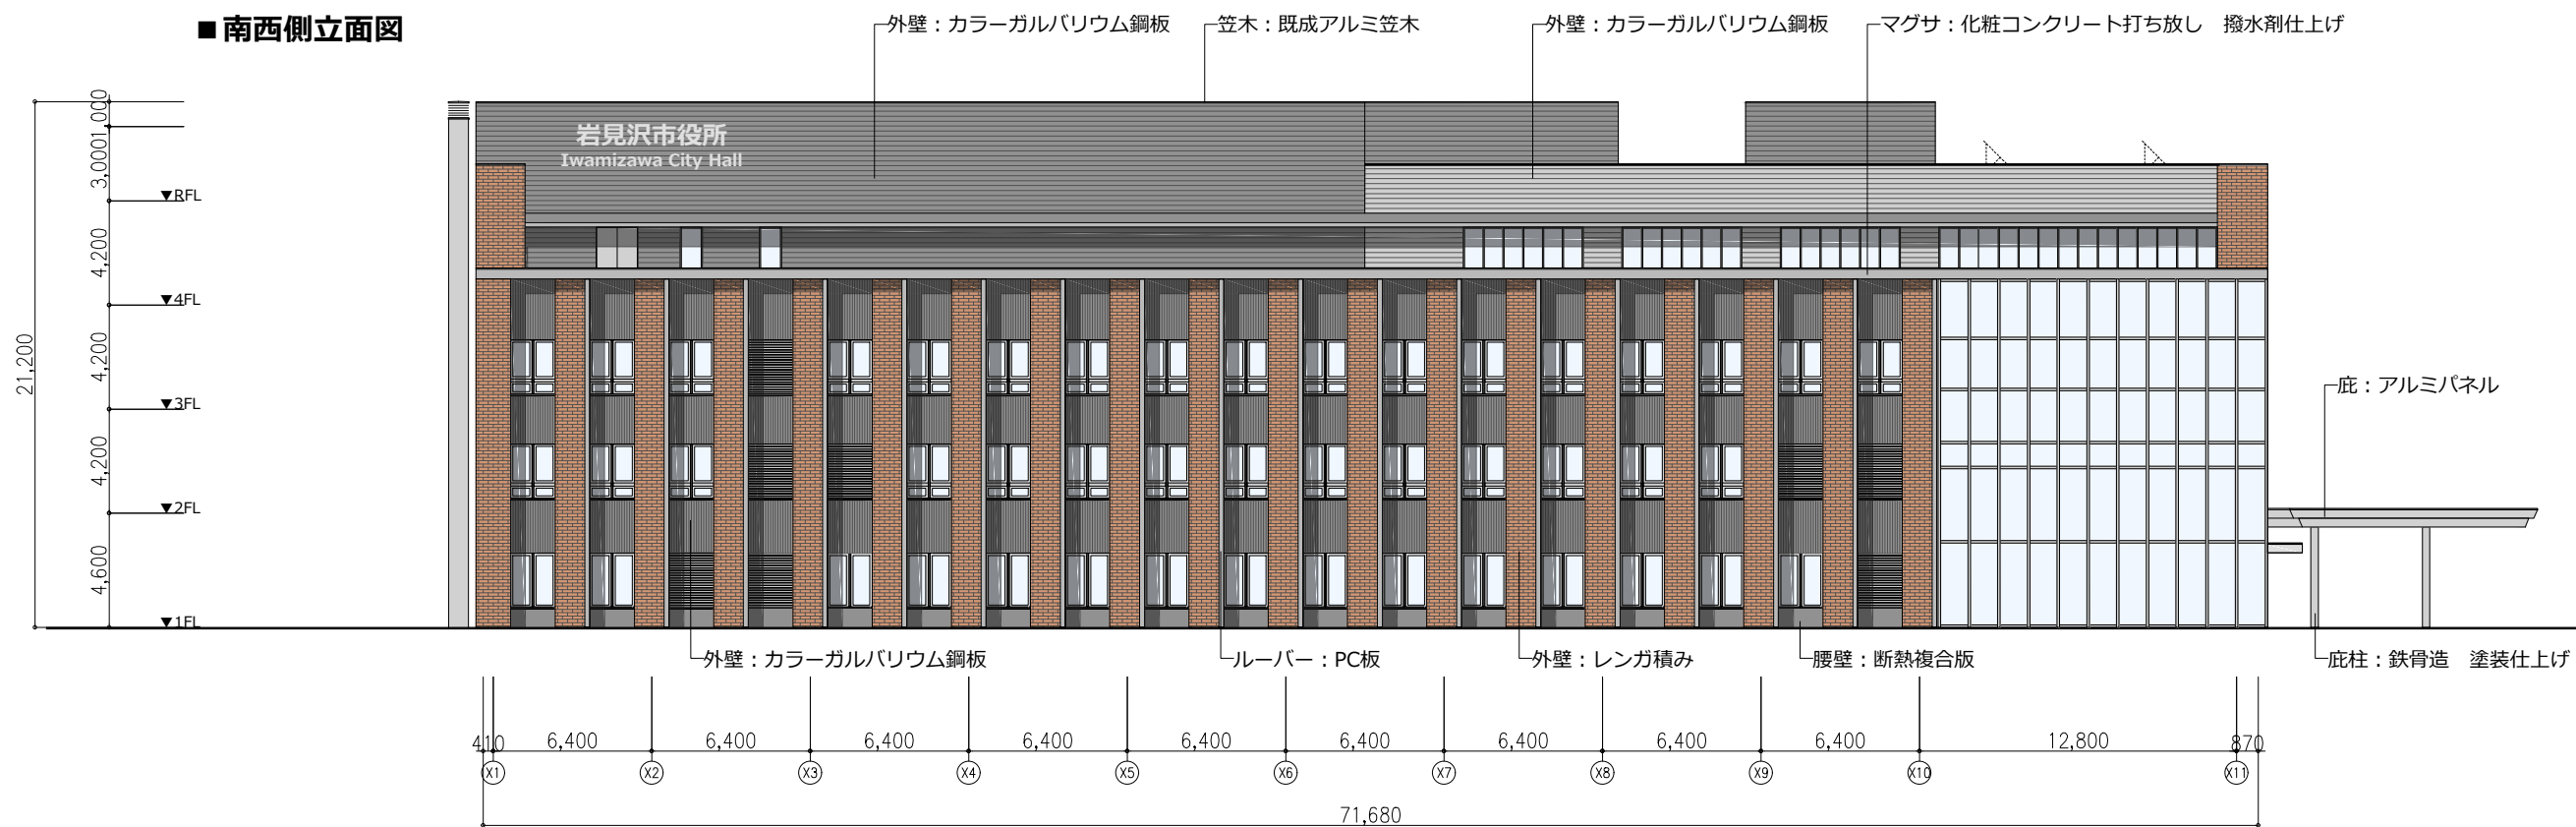 ■南西側立面図
外壁：カラーガルバリウム鋼板
笠木：既成アルミ笠木
外壁：カラーガルバリウム鋼板
マグサ：化粧コンクリート打ち放し　撥水剤仕上げ
岩見沢市役所
Iwamizawa City Hall
1,000
3,000
▼RFL
4,200
▼4FL
4,200
21,200
▼3FL
4,200
▼2FL
4,600
▼1FL
庇：アルミパネル
外壁：カラーガルバリウム鋼板
ルーバー：PC板
外壁：レンガ積み
腰壁：断熱複合版
庇柱：鉄骨造　塗装仕上げ
410 6,400 6,400 6,400 6,400 6,400 6,400 6,400 6,400 6,400 12,800 870
X1 X2 X3 X4 X5 X6 X7 X8 X9 X10 X11
71,680